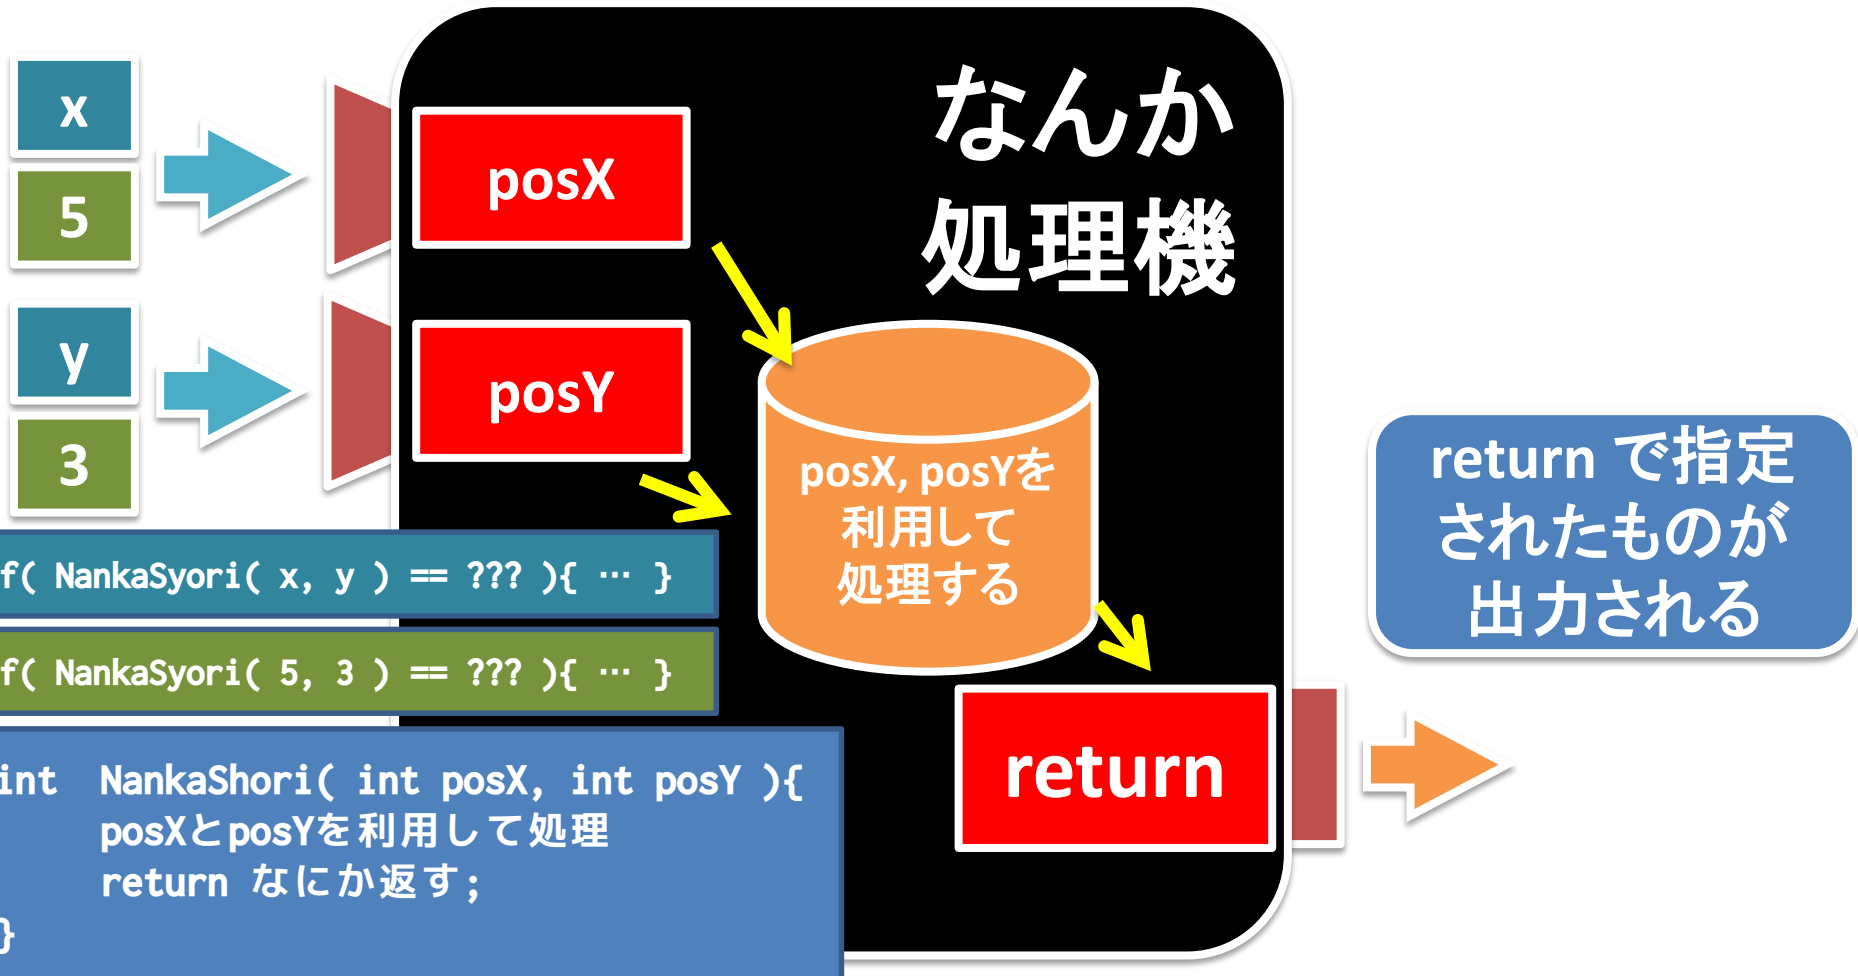 x
5
y
3
なんか
処理機
posX
posY
posX, posYを
利用して
処理する
return で指定
されたものが
出力される
return
f( NankaSyori( x, y ) == ??? ){ … }
f( NankaSyori( 5, 3 ) == ??? ){ … }
int NankaShori( int posX, int posY ){
posXとposYを利用して処理
return なにか返す;
}